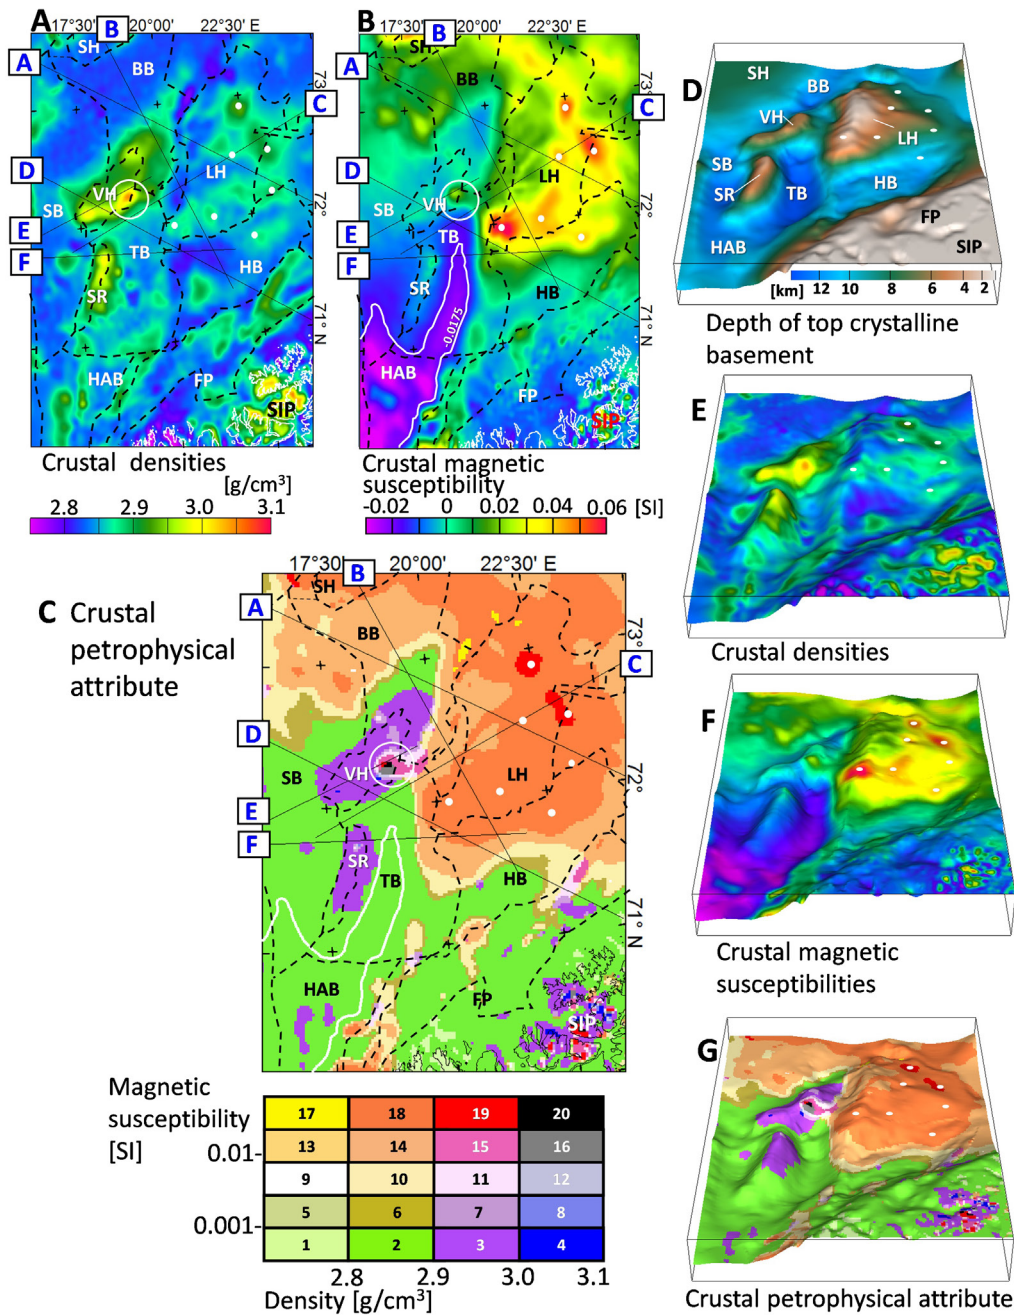 A
B
17°30' 20°00' 22°30' E
A
SH
BB
C
73°
D
LH
VH
SB
72°
E
TB
F
HB
SR
71° N
HAB
FP
SIP
Crustal densities
[g/cm³]
2.8 2.9 3.0 3.1
B
17°30' 20°00' 22°30' E
B
SH
A
BB
73°
C
D
LH
SB
VH
72°
E
TB
F
SR
HB
-0.0175
71° N
HAB
FP
SIP
Crustal magnetic
susceptibility
-0.02 0 0.02 0.04 0.06 [SI]
C Crustal
petrophysical
attribute
17°30' 20°00' 22°30' E
B
SH
A
BB
73°
C
D
SB
VH
LH
72°
E
F
SR
TB
HB
71° N
HAB
FP
SIP
Magnetic
susceptibility
[SI]
0.01-
0.001-
17 18 19 20
13 14 15 16
9 10 11 12
5 6 7 8
1 2 3 4
2.8 2.9 3.0 3.1
Density [g/cm³]
D
SH
BB
VH
LH
SB
SR
TB
HB
FP
HAB
SIP
[km] 12 10 8 6 4 2
Depth of top crystalline
basement
E
Crustal densities
F
Crustal magnetic
susceptibilities
G
Crustal petrophysical attribute